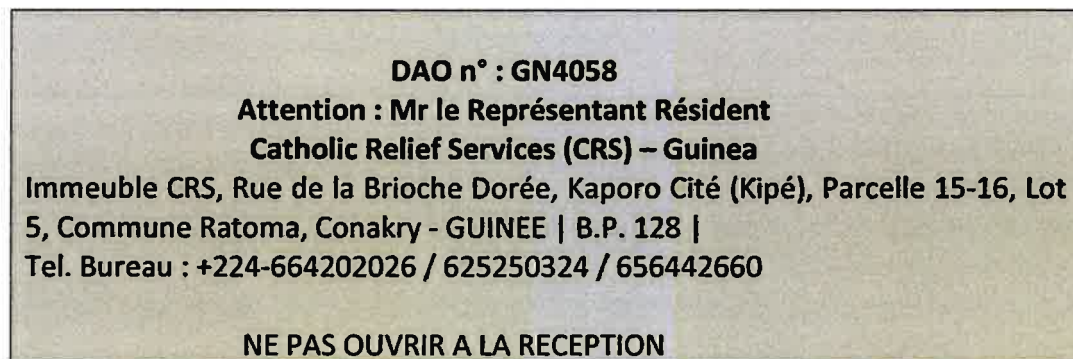 DAO n° : GN4058
Attention : Mr le Représentant Résident
Catholic Relief Services (CRS) – Guinea
Immeuble CRS, Rue de la Brioche Dorée, Kaporo Cité (Kipé), Parcelle 15-16, Lot
5, Commune Ratoma, Conakry - GUINEE | B.P. 128 |
Tel. Bureau : +224-664202026 / 625250324 / 656442660
NE PAS OUVRIR A LA RECEPTION